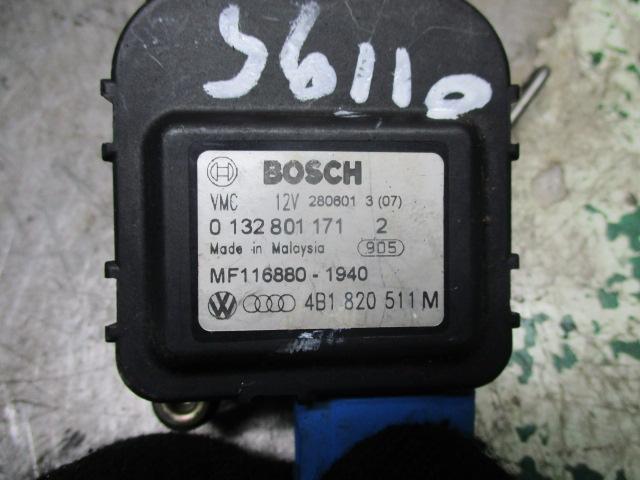 S6110
BOSCH
VMC 12V 280601 3 (07)
0 132 801 171 2
Made in Malaysia 905
MF116880 - 1940
4B1 820 511 M